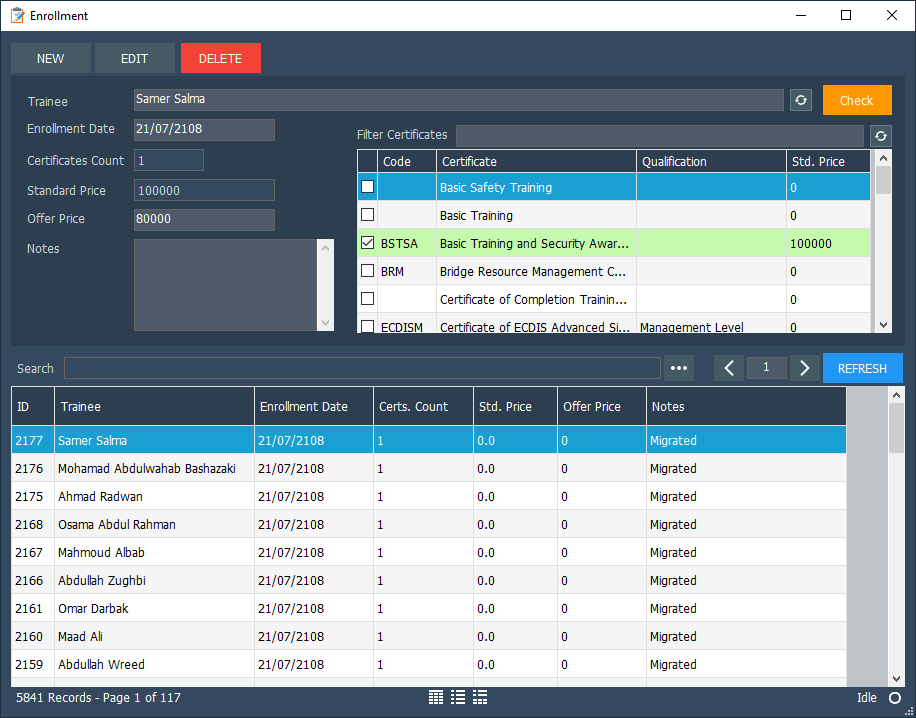 Enrollment
NEW EDIT DELETE
Trainee Samer Salma Check
Enrollment Date 21/07/2108
Filter Certificates
Certificates Count 1
Standard Price 100000
Offer Price 80000
Notes
Code Certificate Qualification Std. Price
Basic Safety Training 0
Basic Training 0
BSTSA Basic Training and Security Awar... 100000
BRM Bridge Resource Management C... 0
Certificate of Completion Trainin... 0
ECDISM Certificate of ECDIS Advanced Si... Management Level 0
Search ••• 1 REFRESH
ID Trainee Enrollment Date Certs. Count Std. Price Offer Price Notes
2177 Samer Salma 21/07/2108 1 0.0 0 Migrated
2176 Mohamad Abdulwahab Bashazaki 21/07/2108 1 0.0 0 Migrated
2175 Ahmad Radwan 21/07/2108 1 0.0 0 Migrated
2168 Osama Abdul Rahman 21/07/2108 1 0.0 0 Migrated
2167 Mahmoud Albab 21/07/2108 1 0.0 0 Migrated
2166 Abdullah Zughbi 21/07/2108 1 0.0 0 Migrated
2161 Omar Darbak 21/07/2108 1 0.0 0 Migrated
2160 Maad Ali 21/07/2108 1 0.0 0 Migrated
2159 Abdullah Wreed 21/07/2108 1 0.0 0 Migrated
5841 Records - Page 1 of 117 Idle